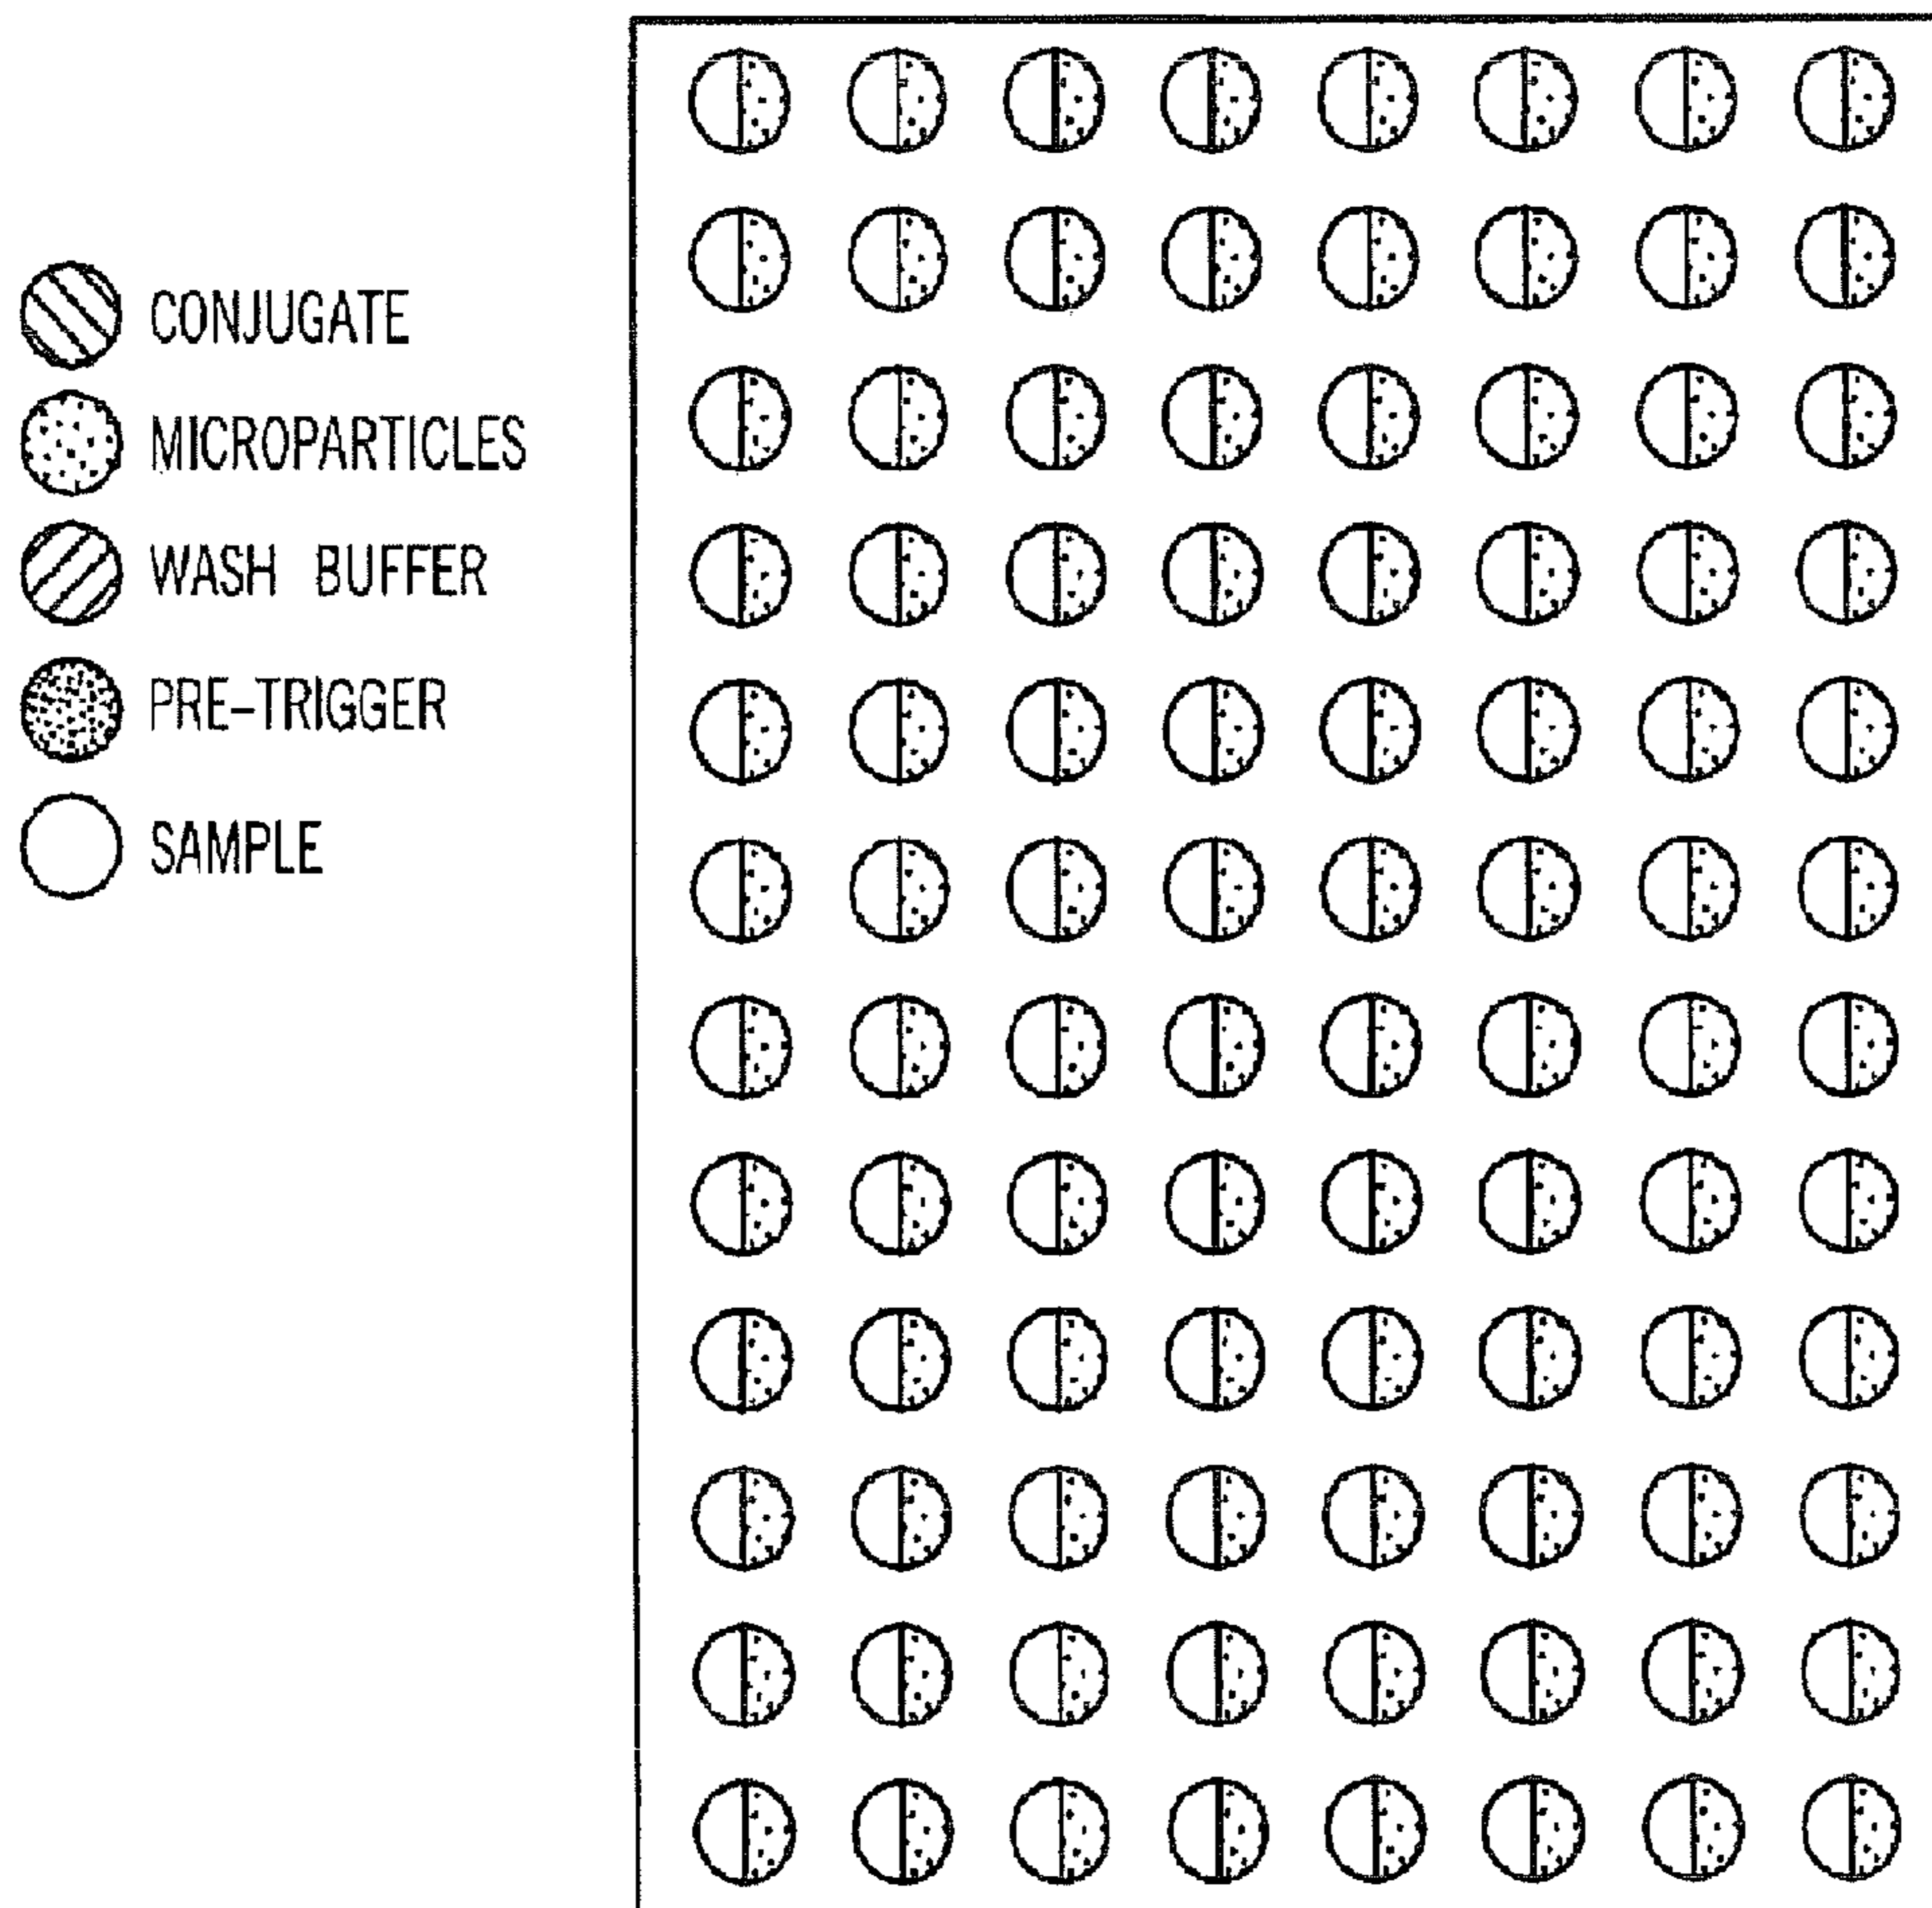 CONJUGATE
MICROPARTICLES
WASH BUFFER
PRE-TRIGGER
SAMPLE